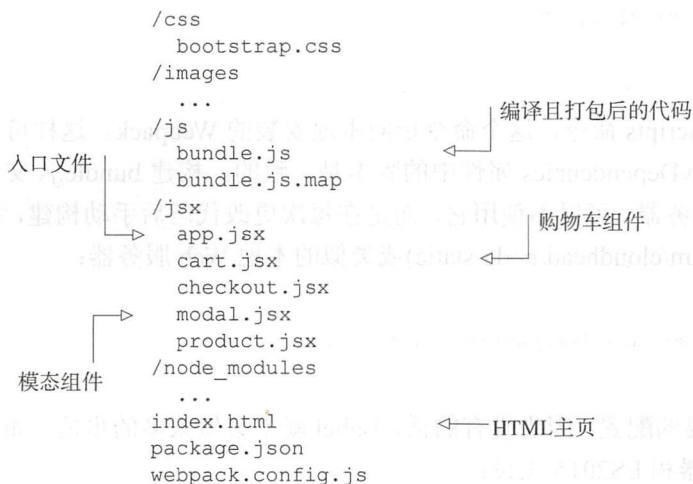 /css
bootstrap.css
/images
...
编译且打包后的代码
/js
入口文件
bundle.js
bundle.js.map
/jsx
购物车组件
app.jsx
cart.jsx
checkout.jsx
modal.jsx
product.jsx
模态组件
/node_modules
...
index.html
HTML主页
package.json
webpack.config.js